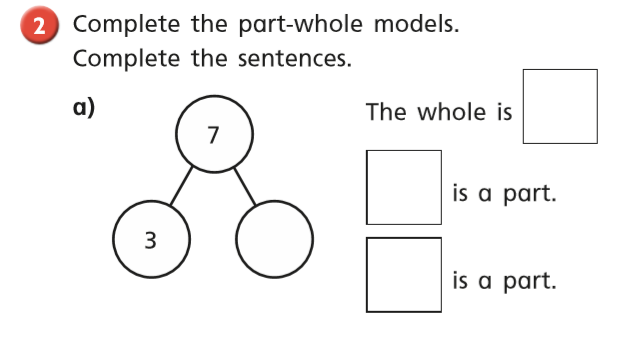 2 Complete the part-whole models.
Complete the sentences.
a)
7
3
The whole is
is a part.
is a part.